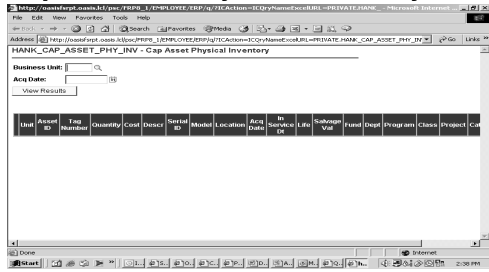 http://oasisfsrpt.oasis.lcl/psc/FRP8_1/EMPLOYEE/ERP/q/?ICAction=ICQryNameExcelURL=PRIVATE.HANK_ - Microsoft Internet ...
File Edit View Favorites Tools Help
Back Search Favorites Media
Address http://oasisfsrpt.oasis.lcl/psc/FRP8_1/EMPLOYEE/ERP/q/?ICAction=ICQryNameExcelURL=PRIVATE.HANK_CAP_ASSET_PHY_INV Go Links »
HANK_CAP_ASSET_PHY_INV - Cap Asset Physical Inventory
Business Unit:
Acq Date:
View Results
Unit Asset ID Tag Number Quantity Cost Descr Serial ID Model Location Acq Date In Service Dt Life Salvage Val Fund Dept Program Class Project Cat
Done Internet
Start » I.. S.. O.. C.. P.. D.. A.. M.. Q.. h.. 2:38 PM